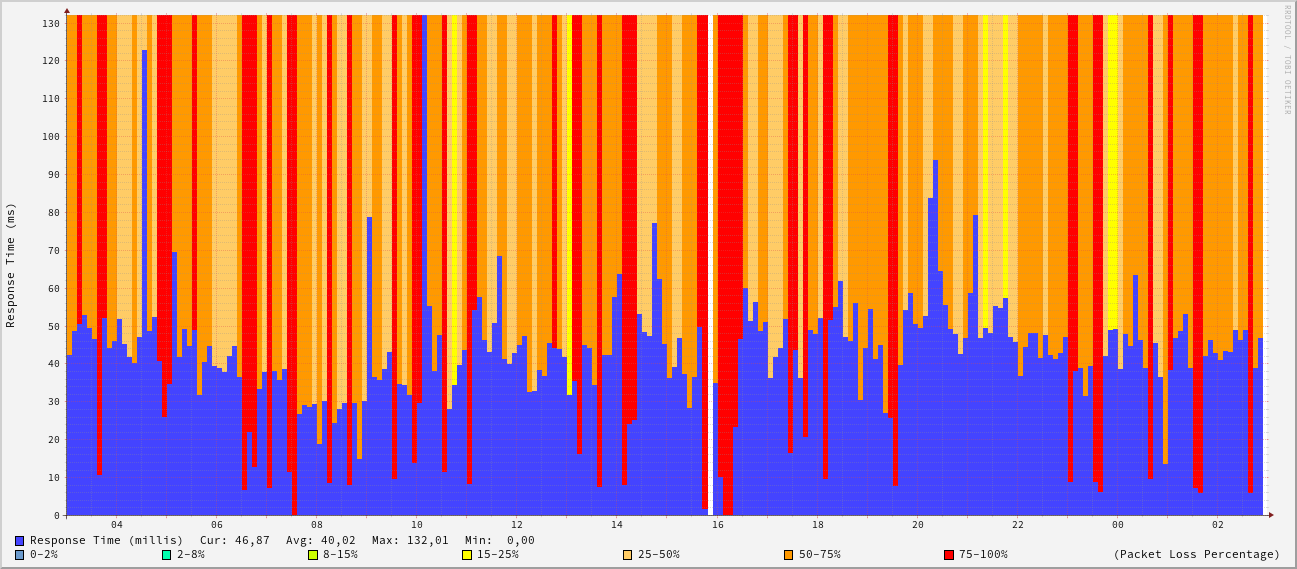 RRDTOOL / TOBI OETIKER
Response Time (ms)
130
120
110
100
90
80
70
60
50
40
30
20
10
0
04 06 08 10 12 14 16 18 20 22 00 02
Response Time (millis) Cur: 46,87 Avg: 40,02 Max: 132,01 Min: 0,00
0-2% 2-8% 8-15% 15-25% 25-50% 50-75% 75-100% (Packet Loss Percentage)